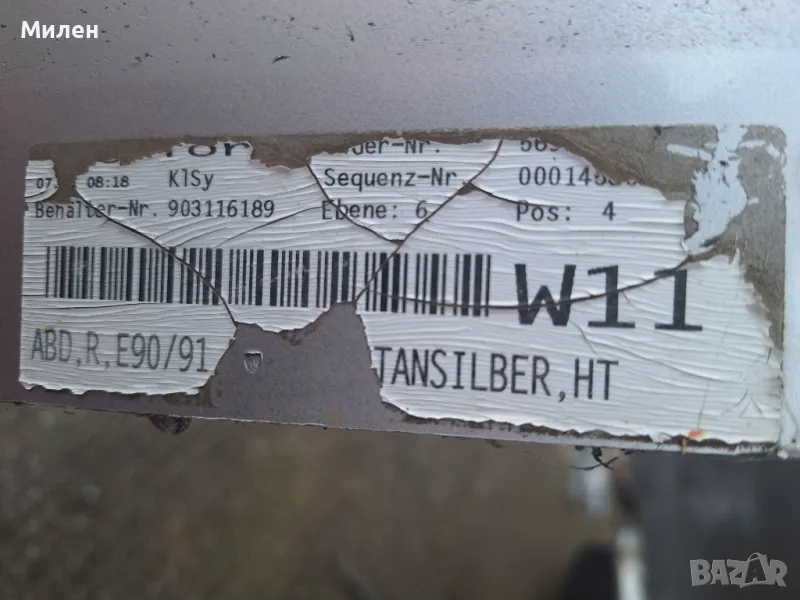 Милен
07. 08:18 KlSy Sequenz-Nr.
Behälter-Nr. 903116189 Ebene: 6 Pos: 4
W11
ABD,R,E90/91 TANSILBER,HT
BAZAR